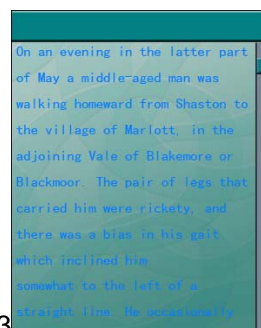 On an evening in the latter part
of May a middle-aged man was
walking homeward from Shaston to
the village of Marlott, in the
adjoining Vale of Blakemore or
Blackmoor. The pair of legs that
carried him were rickety, and
there was a bias in his gait
which inclined him
somewhat to the left of a
straight line. He occasionally
3